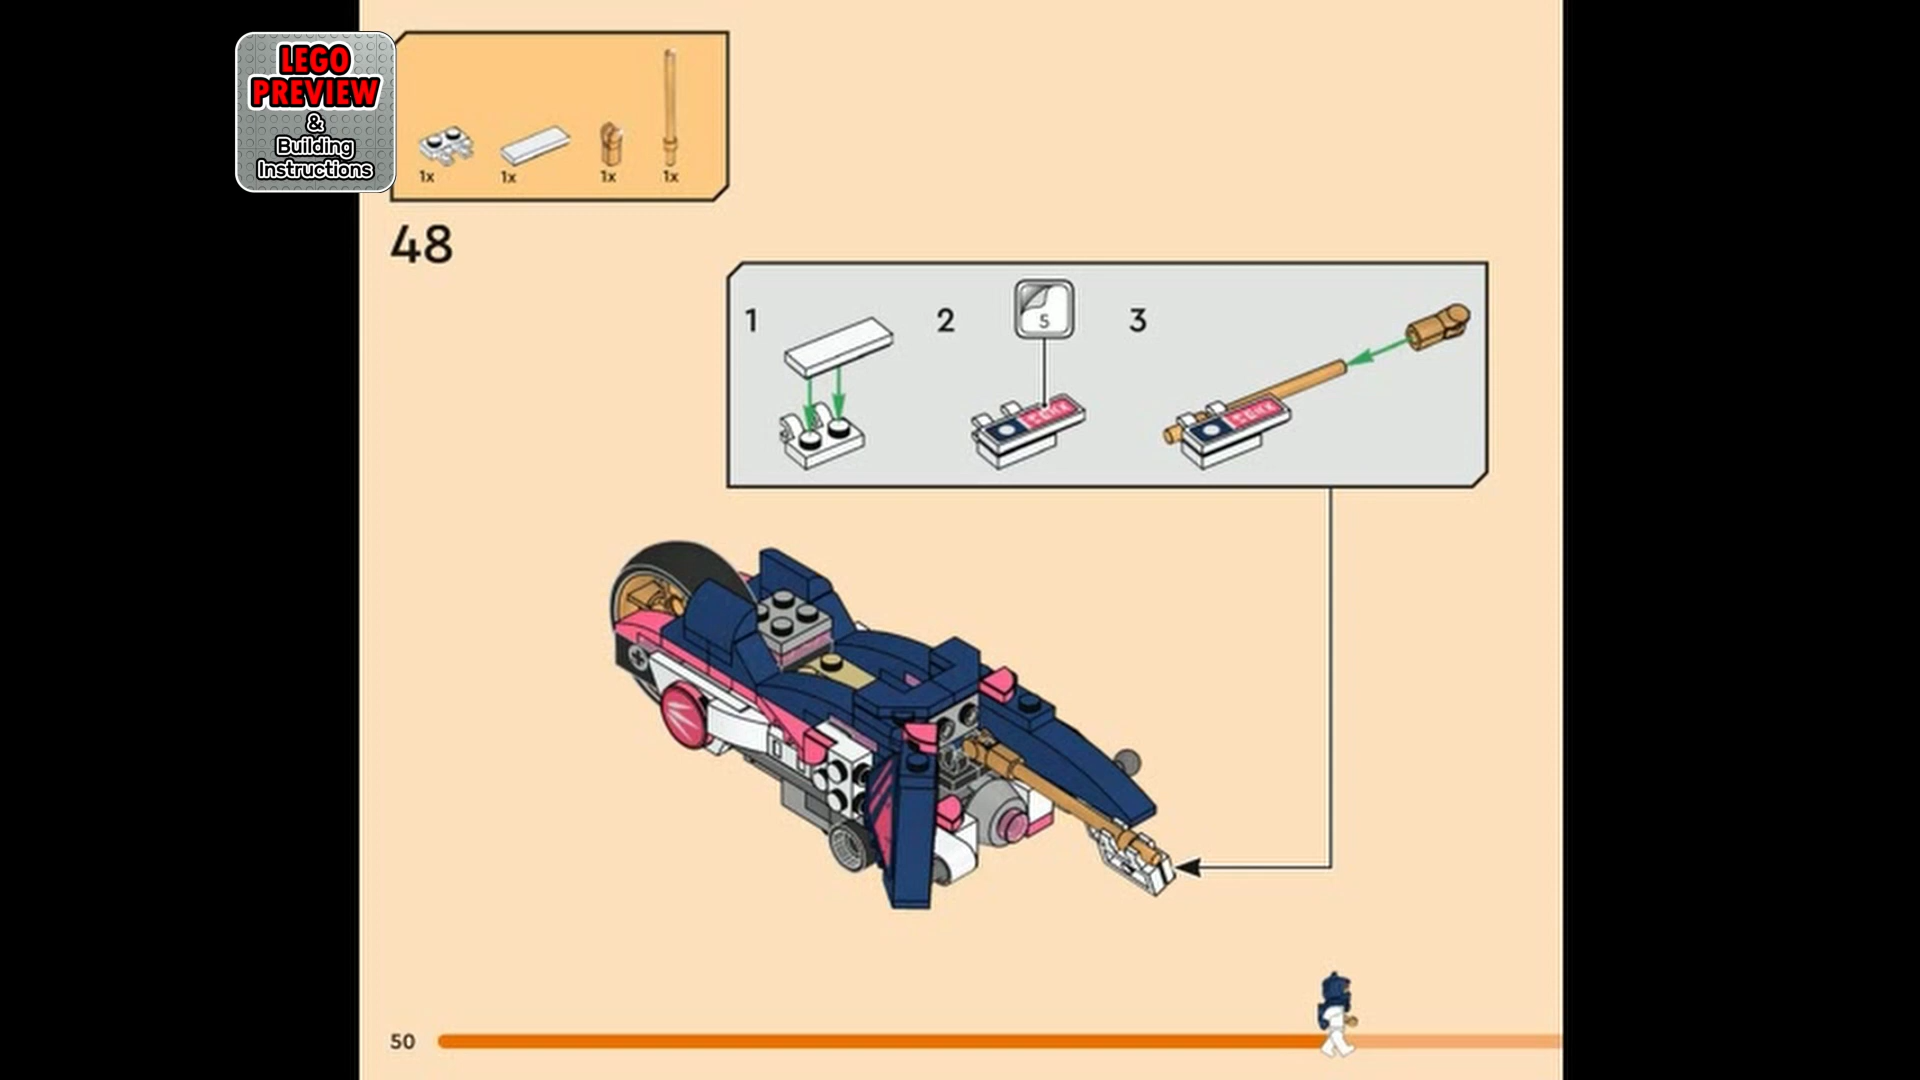 LEGO
PREVIEW
&
Building
Instructions
1x 1x 1x 1x
48
1 2 5 3
50